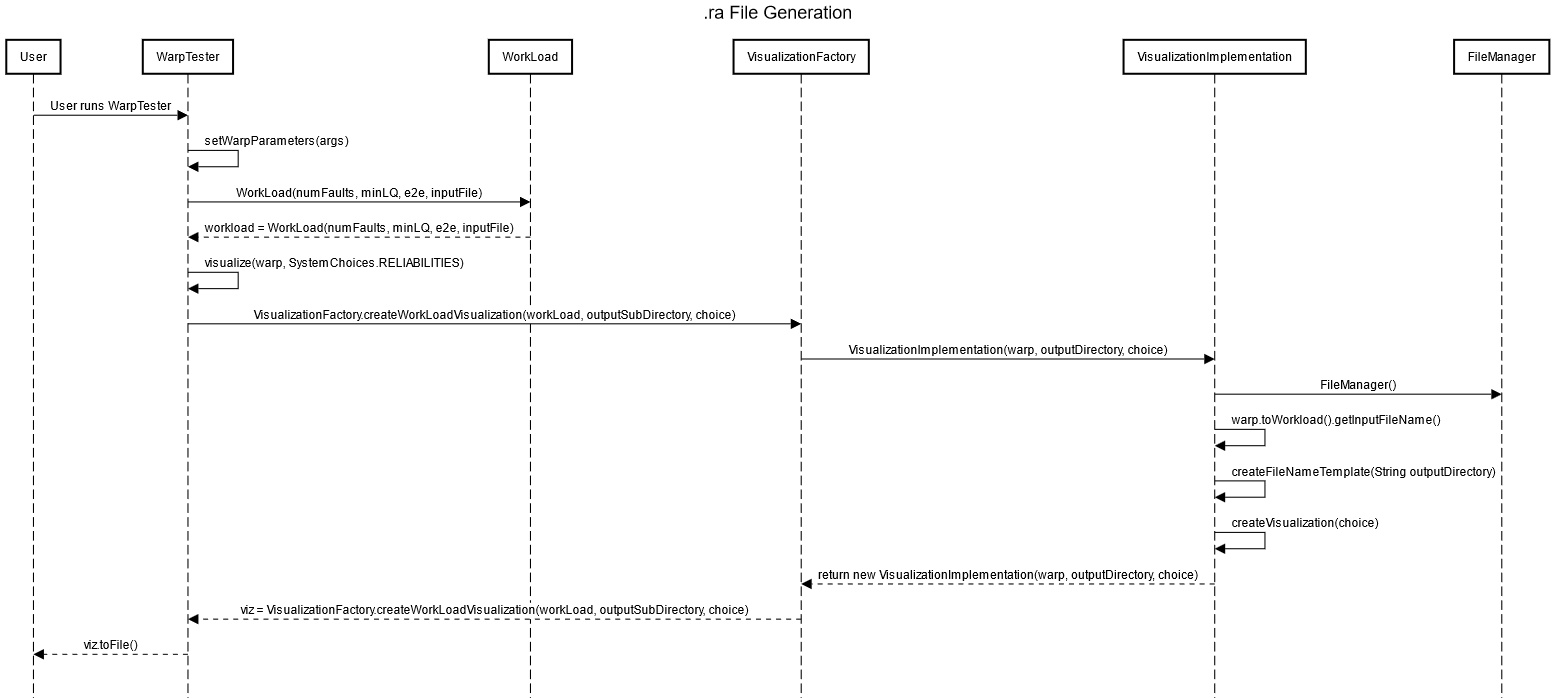 .ra File Generation
User
WarpTester
WorkLoad
VisualizationFactory
VisualizationImplementation
FileManager
User runs WarpTester
setWarpParameters(args)
WorkLoad(numFaults, minLQ, e2e, inputFile)
workload = WorkLoad(numFaults, minLQ, e2e, inputFile)
visualize(warp, SystemChoices.RELIABILITIES)
VisualizationFactory.createWorkLoadVisualization(workLoad, outputSubDirectory, choice)
VisualizationImplementation(warp, outputDirectory, choice)
FileManager()
warp.toWorkload().getInputFileName()
createFileNameTemplate(String outputDirectory)
createVisualization(choice)
return new VisualizationImplementation(warp, outputDirectory, choice)
viz = VisualizationFactory.createWorkLoadVisualization(workLoad, outputSubDirectory, choice)
viz.toFile()